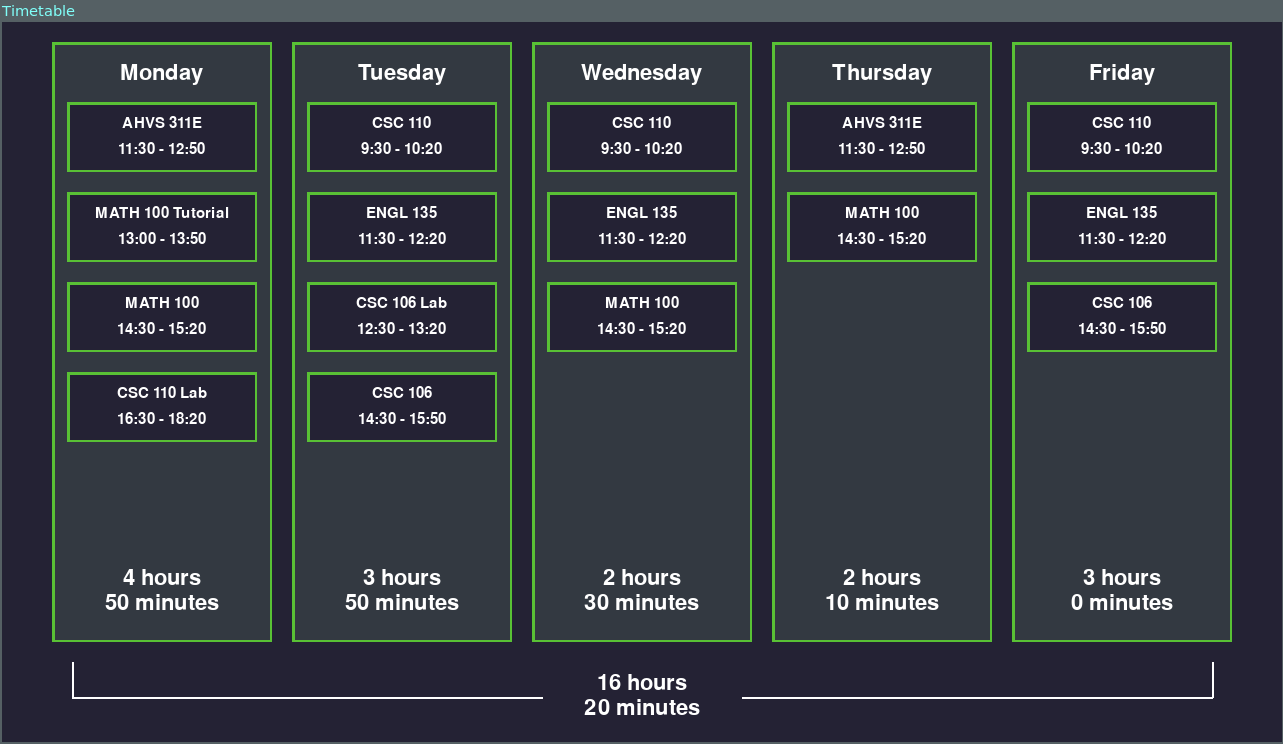 Timetable
Monday
AHVS 311E
11:30 - 12:50
MATH 100 Tutorial
13:00 - 13:50
MATH 100
14:30 - 15:20
CSC 110 Lab
16:30 - 18:20
4 hours
50 minutes
Tuesday
CSC 110
9:30 - 10:20
ENGL 135
11:30 - 12:20
CSC 106 Lab
12:30 - 13:20
CSC 106
14:30 - 15:50
3 hours
50 minutes
Wednesday
CSC 110
9:30 - 10:20
ENGL 135
11:30 - 12:20
MATH 100
14:30 - 15:20
2 hours
30 minutes
Thursday
AHVS 311E
11:30 - 12:50
MATH 100
14:30 - 15:20
2 hours
10 minutes
Friday
CSC 110
9:30 - 10:20
ENGL 135
11:30 - 12:20
CSC 106
14:30 - 15:50
3 hours
0 minutes
16 hours
20 minutes